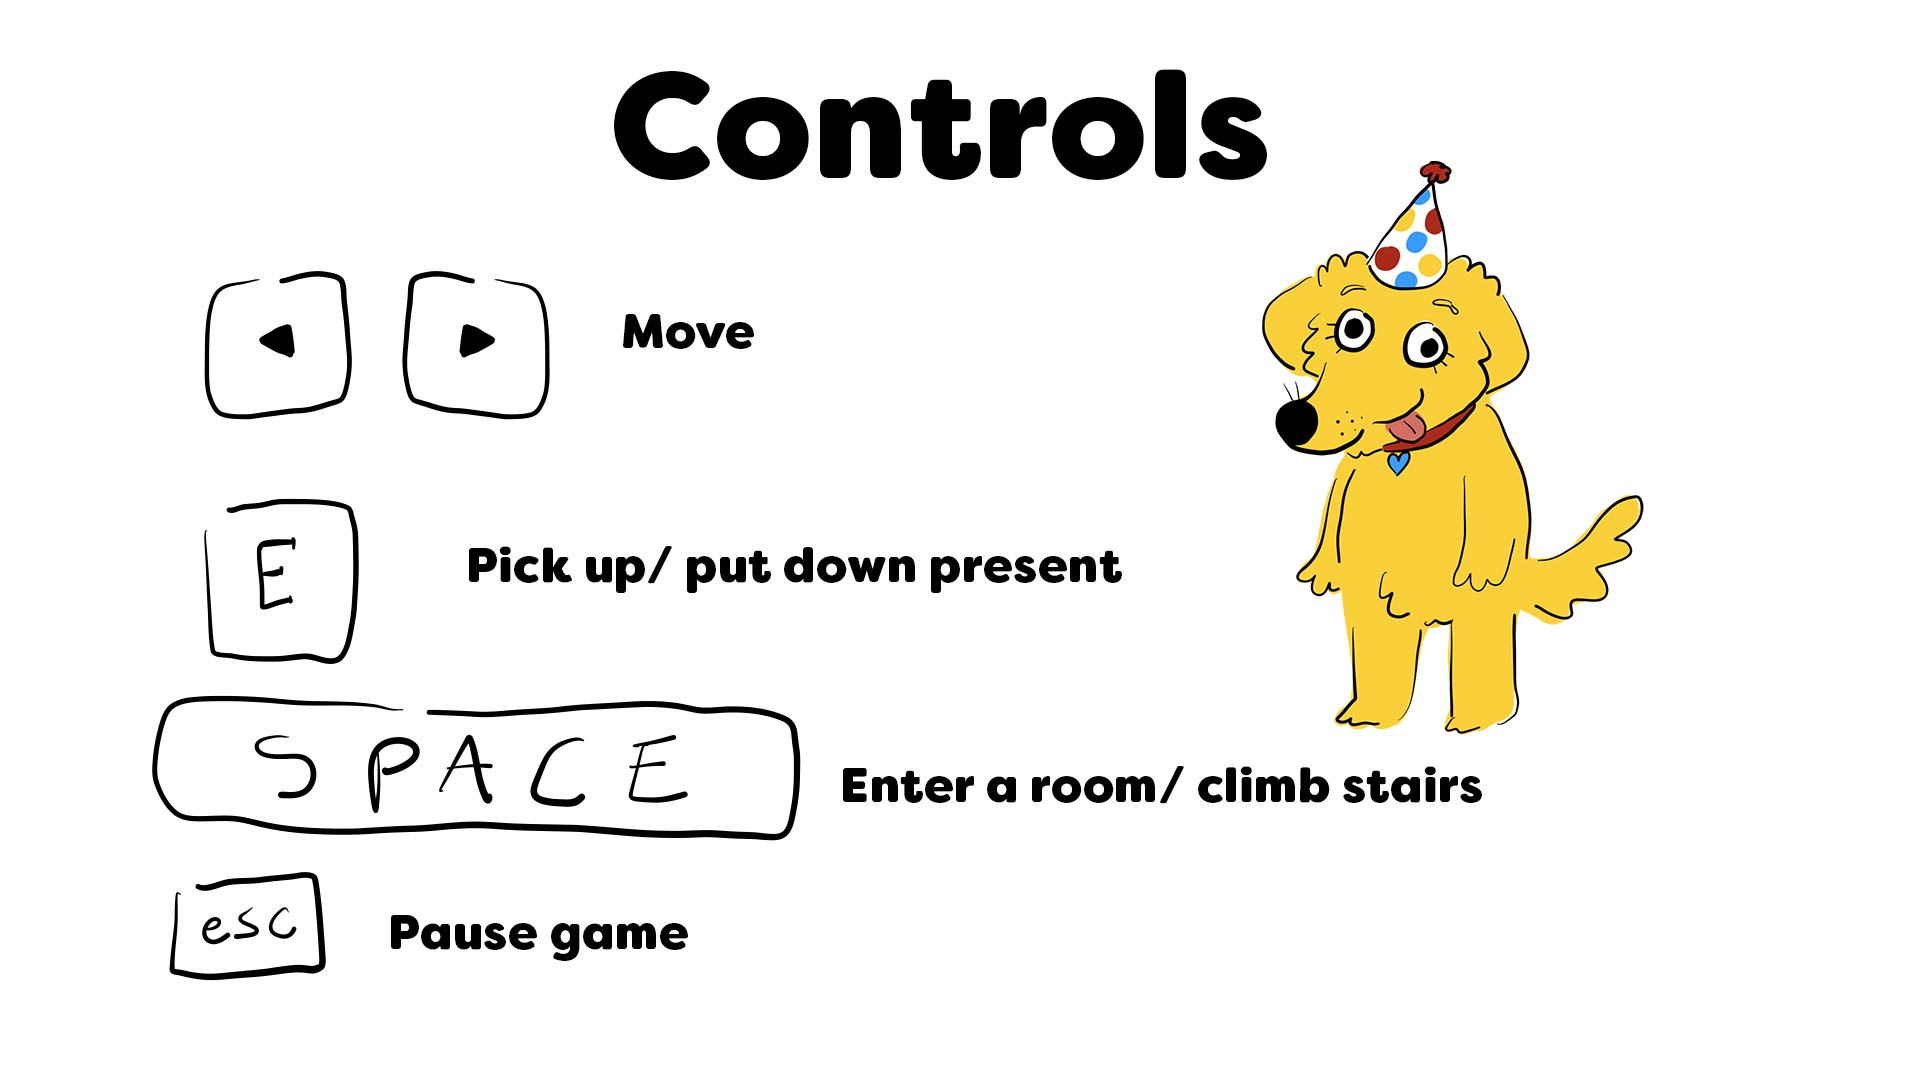 Controls
Move
E
Pick up/ put down present
SPACE
Enter a room/ climb stairs
esc
Pause game